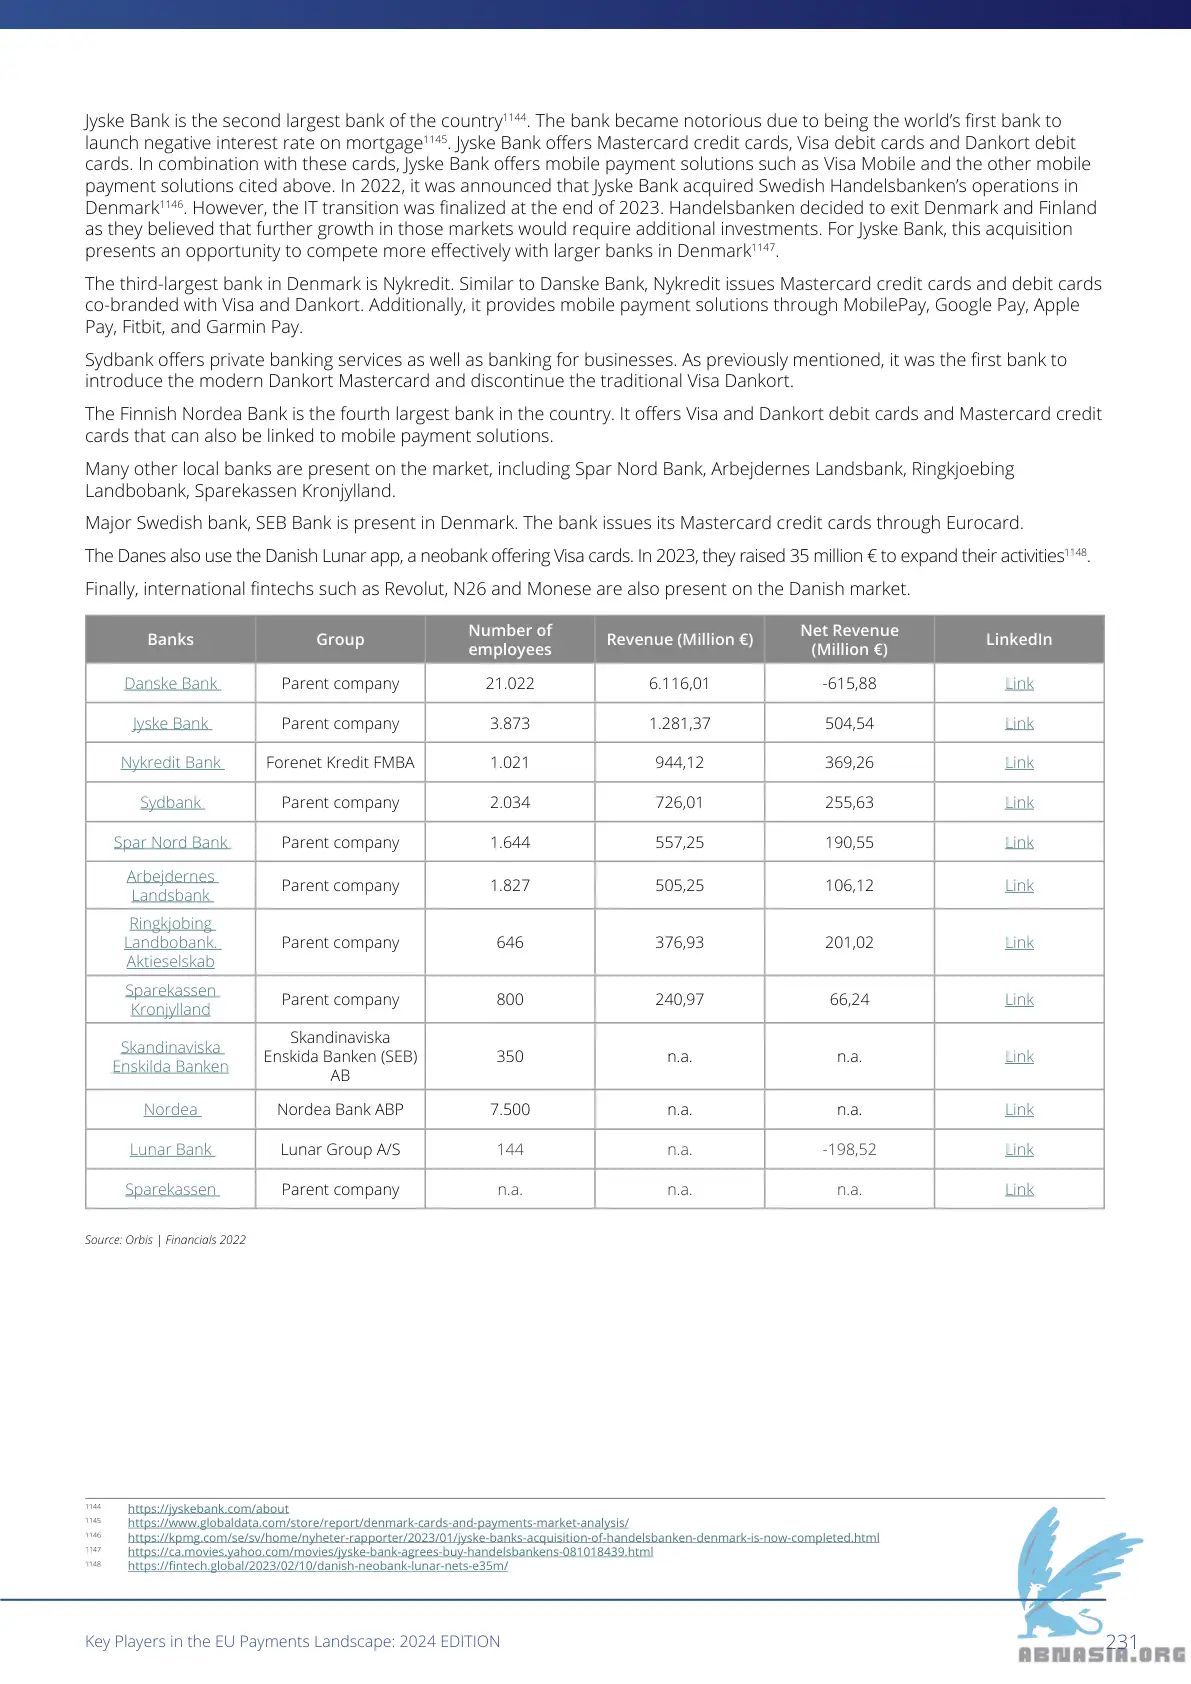 Jyske Bank is the second largest bank of the country1144. The bank became notorious due to being the world’s first bank to
launch negative interest rate on mortgage1145. Jyske Bank offers Mastercard credit cards, Visa debit cards and Dankort debit
cards. In combination with these cards, Jyske Bank offers mobile payment solutions such as Visa Mobile and the other mobile
payment solutions cited above. In 2022, it was announced that Jyske Bank acquired Swedish Handelsbanken’s operations in
Denmark1146. However, the IT transition was finalized at the end of 2023. Handelsbanken decided to exit Denmark and Finland
as they believed that further growth in those markets would require additional investments. For Jyske Bank, this acquisition
presents an opportunity to compete more effectively with larger banks in Denmark1147.
The third-largest bank in Denmark is Nykredit. Similar to Danske Bank, Nykredit issues Mastercard credit cards and debit cards
co-branded with Visa and Dankort. Additionally, it provides mobile payment solutions through MobilePay, Google Pay, Apple
Pay, Fitbit, and Garmin Pay.
Sydbank offers private banking services as well as banking for businesses. As previously mentioned, it was the first bank to
introduce the modern Dankort Mastercard and discontinue the traditional Visa Dankort.
The Finnish Nordea Bank is the fourth largest bank in the country. It offers Visa and Dankort debit cards and Mastercard credit
cards that can also be linked to mobile payment solutions.
Many other local banks are present on the market, including Spar Nord Bank, Arbejdernes Landsbank, Ringkjoebing
Landbobank, Sparekassen Kronjylland.
Major Swedish bank, SEB Bank is present in Denmark. The bank issues its Mastercard credit cards through Eurocard.
The Danes also use the Danish Lunar app, a neobank offering Visa cards. In 2023, they raised 35 million € to expand their activities1148.
Finally, international fintechs such as Revolut, N26 and Monese are also present on the Danish market.
Banks Group Number of employees Revenue (Million €) Net Revenue (Million €) LinkedIn
Danske Bank Parent company 21.022 6.116,01 -615,88 Link
Jyske Bank Parent company 3.873 1.281,37 504,54 Link
Nykredit Bank Forenet Kredit FMBA 1.021 944,12 369,26 Link
Sydbank Parent company 2.034 726,01 255,63 Link
Spar Nord Bank Parent company 1.644 557,25 190,55 Link
Arbejdernes Landsbank Parent company 1.827 505,25 106,12 Link
Ringkjobing Landbobank. Aktieselskab Parent company 646 376,93 201,02 Link
Sparekassen Kronjylland Parent company 800 240,97 66,24 Link
Skandinaviska Enskilda Banken Skandinaviska Enskida Banken (SEB) AB 350 n.a. n.a. Link
Nordea Nordea Bank ABP 7.500 n.a. n.a. Link
Lunar Bank Lunar Group A/S 144 n.a. -198,52 Link
Sparekassen Parent company n.a. n.a. n.a. Link
Source: Orbis | Financials 2022
1144 https://jyskebank.com/about
1145 https://www.globaldata.com/store/report/denmark-cards-and-payments-market-analysis/
1146 https://kpmg.com/se/sv/home/nyheter-rapporter/2023/01/jyske-banks-acquisition-of-handelsbanken-denmark-is-now-completed.html
1147 https://ca.movies.yahoo.com/movies/jyske-bank-agrees-buy-handelsbankens-081018439.html
1148 https://fintech.global/2023/02/10/danish-neobank-lunar-nets-e35m/
Key Players in the EU Payments Landscape: 2024 EDITION
231
ABNASIA.ORG